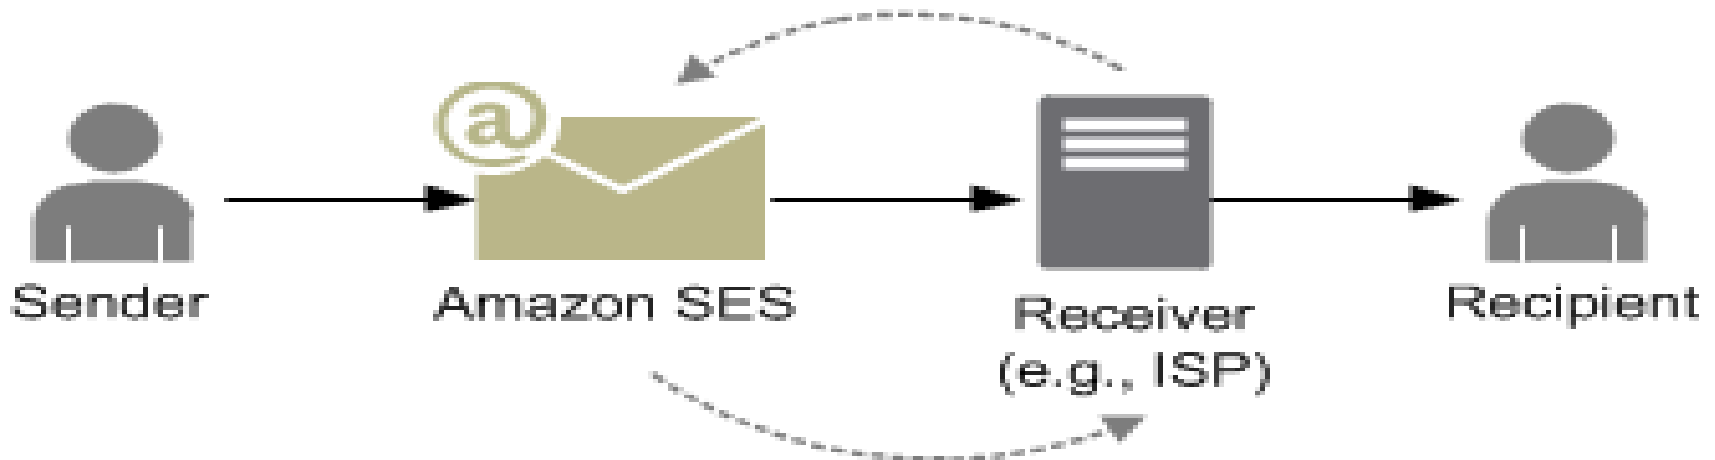 @
Sender
Amazon SES
Receiver
(e.g., ISP)
Recipient